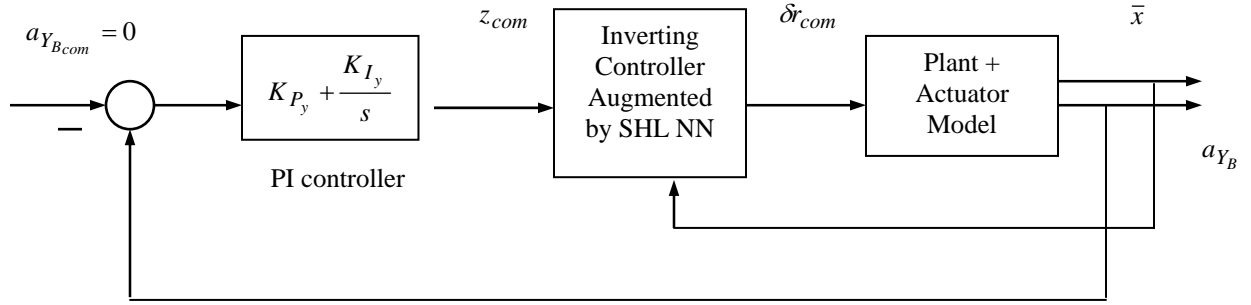 a_{Y_{B_{com}}} = 0
−
K_{P_y} + \frac{K_{I_y}}{s}
PI controller
z_{com}
Inverting
Controller
Augmented
by SHL NN
δr_{com}
Plant +
Actuator
Model
x̄
a_{Y_B}